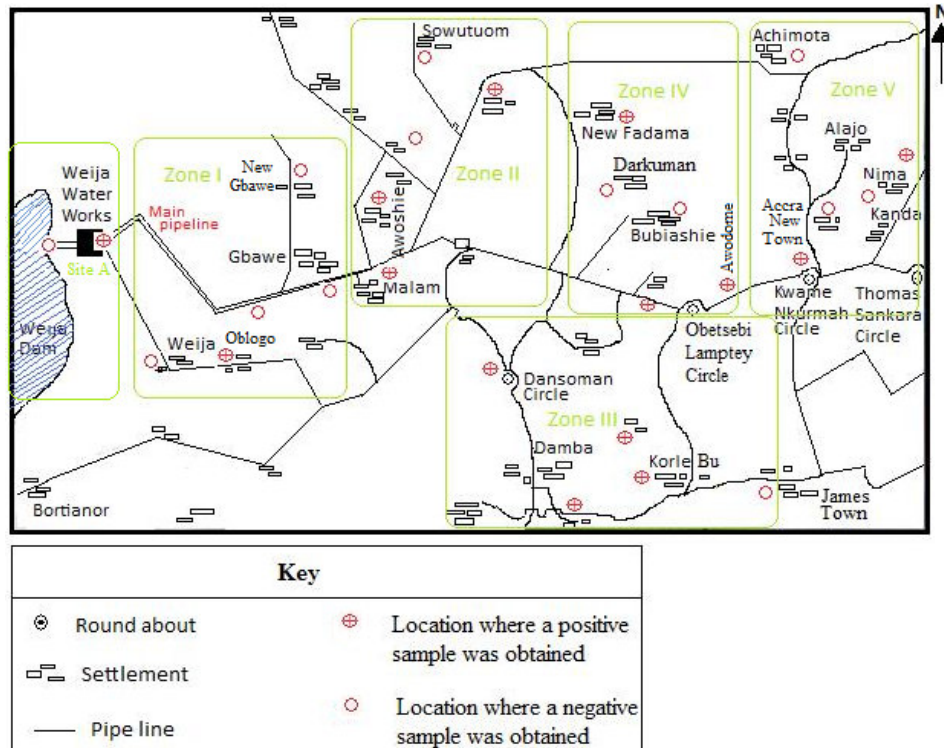 N
Sowutuom
Achimota
Zone IV
Zone V
New Fadama
Alajo
Weija
Water
Works
Zone I
New
Gbawe
Zone II
Darkuman
Nima
Main
pipeline
Awoshie
Accra
New
Town
Kanda
Site A
Gbawe
Bubiashie
Awodome
Malam
Kwame
Nkurmah
Circle
Thomas
Sankara
Circle
Weija
Dam
Weija
Oblogo
Obetsebi
Lamptey
Circle
Dansoman
Circle
Zone III
Damba
Korle Bu
Bortianor
James
Town
Key
Round about
Settlement
Pipe line
Location where a positive
sample was obtained
Location where a negative
sample was obtained